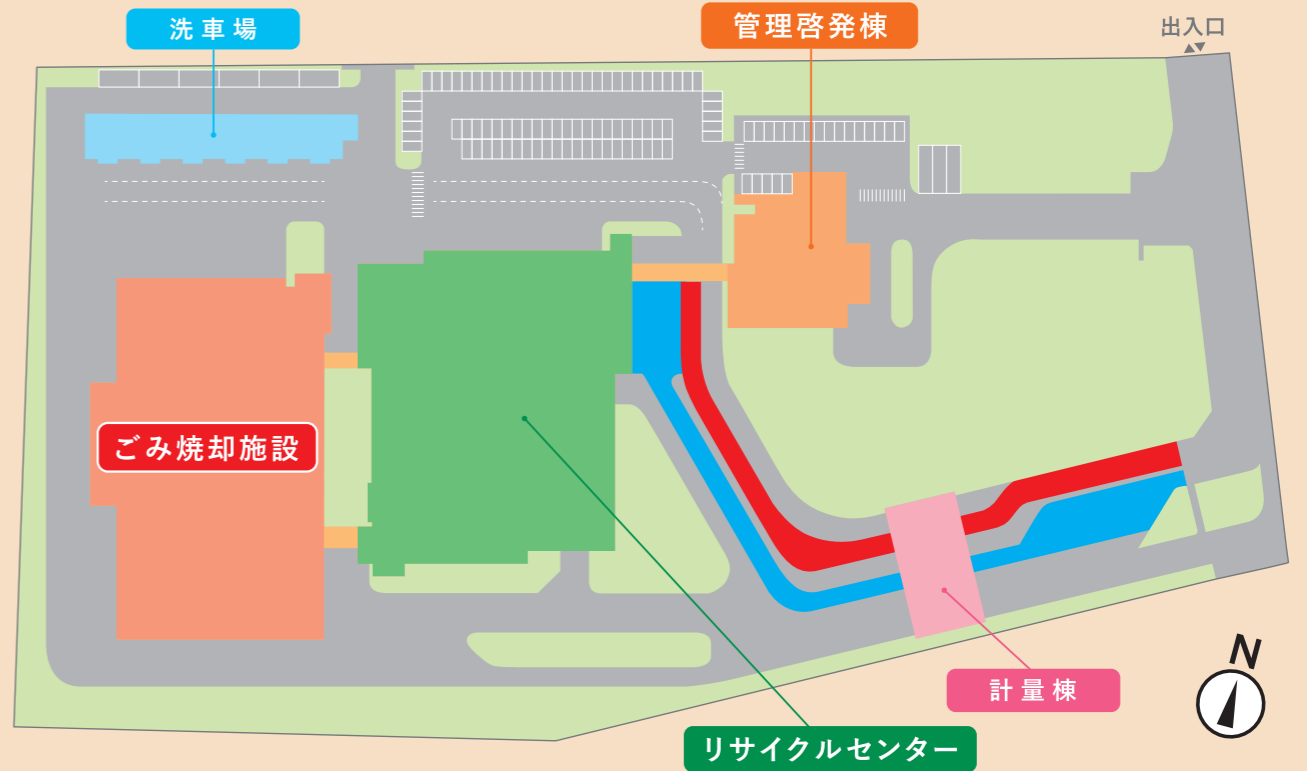 洗車場
管理啓発棟
出入口
ごみ焼却施設
計量棟
リサイクルセンター
N